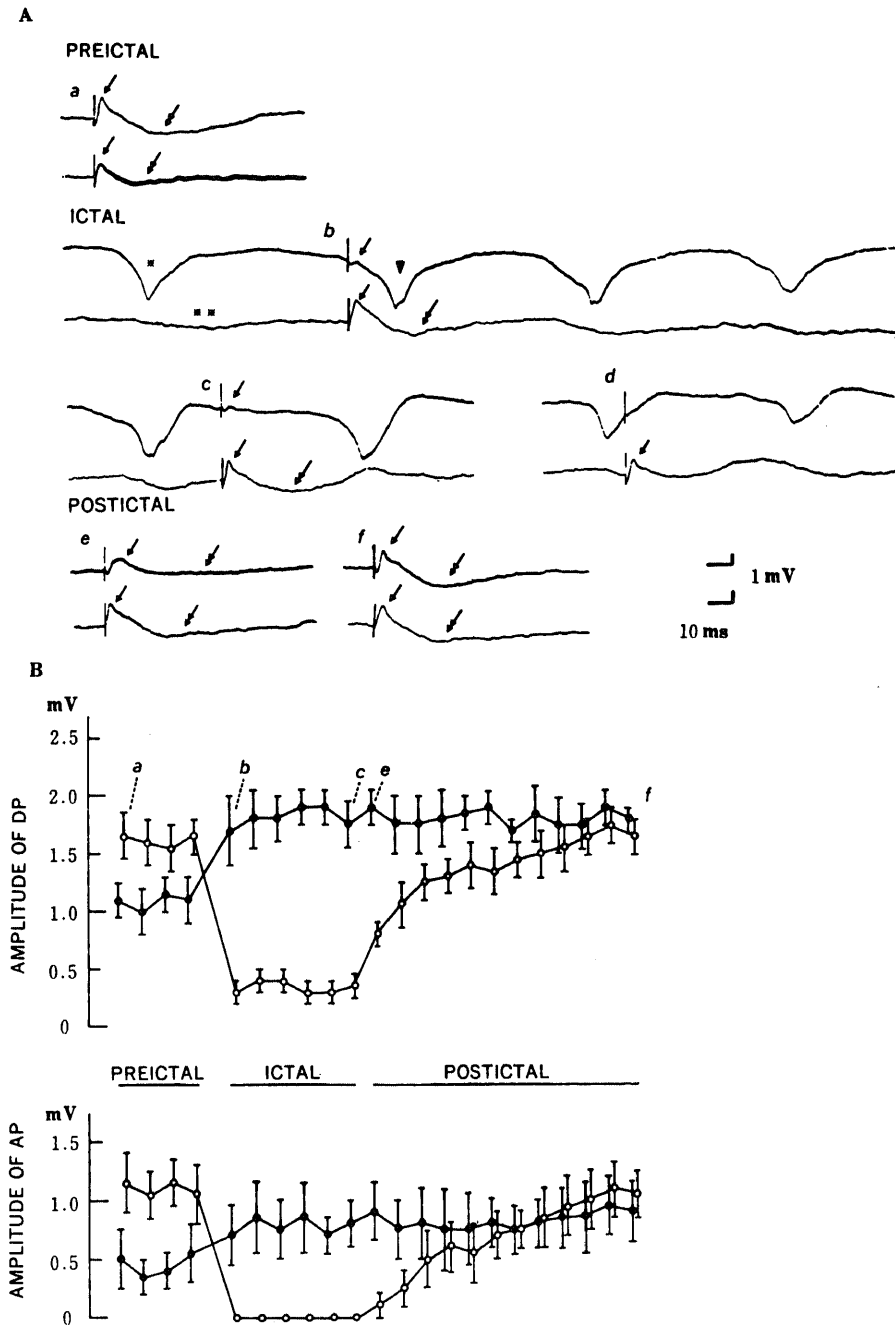 A
PREICTAL
a
ICTAL
b
* 
* *
c
d
POSTICTAL
e
f
1 mV
10 ms
B
mV
AMPLITUDE OF DP
2.5
2.0
1.5
1.0
0.5
0
a
b
c
e
f
PREICTAL
ICTAL
POSTICTAL
mV
AMPLITUDE OF AP
1.5
1.0
0.5
0